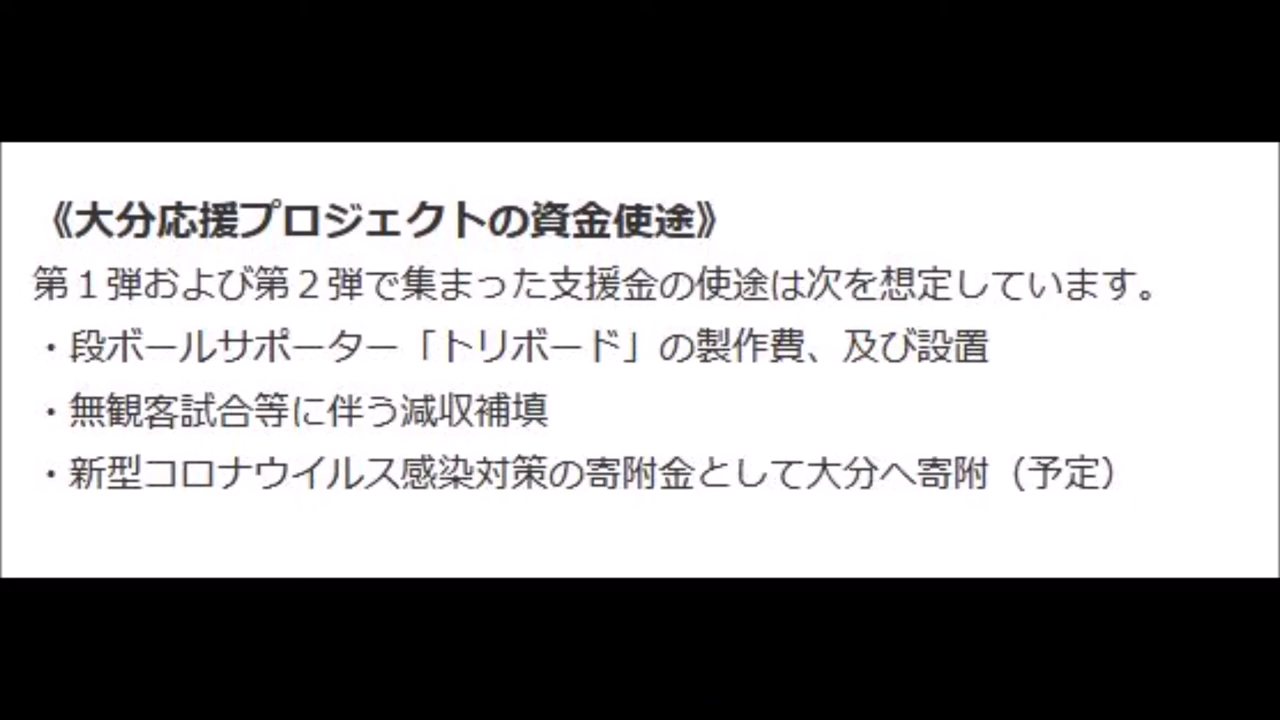 《大分応援プロジェクトの資金使途》
第１弾および第２弾で集まった支援金の使途は次を想定しています。
・段ボールサポーター「トリボード」の製作費、及び設置
・無観客試合等に伴う減収補填
・新型コロナウイルス感染対策の寄附金として大分へ寄附（予定）